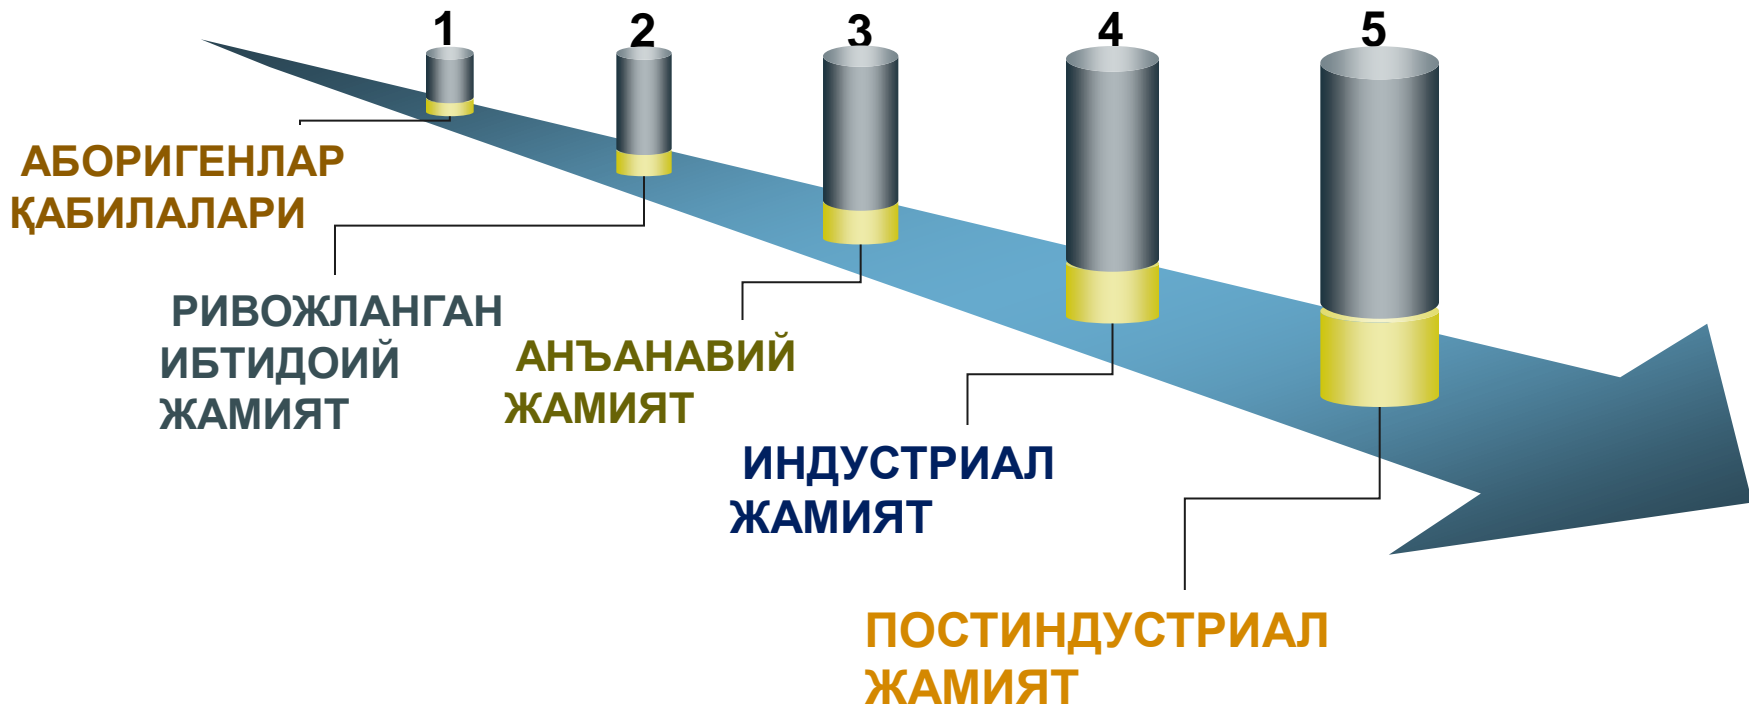 1
2
3
4
5
АБОРИГЕНЛАР
ҚАБИЛАЛАРИ
РИВОЖЛАНГАН
ИБТИДОИЙ
ЖАМИЯТ
АНЪАНАВИЙ
ЖАМИЯТ
ИНДУСТРИАЛ
ЖАМИЯТ
ПОСТИНДУСТРИАЛ
ЖАМИЯТ